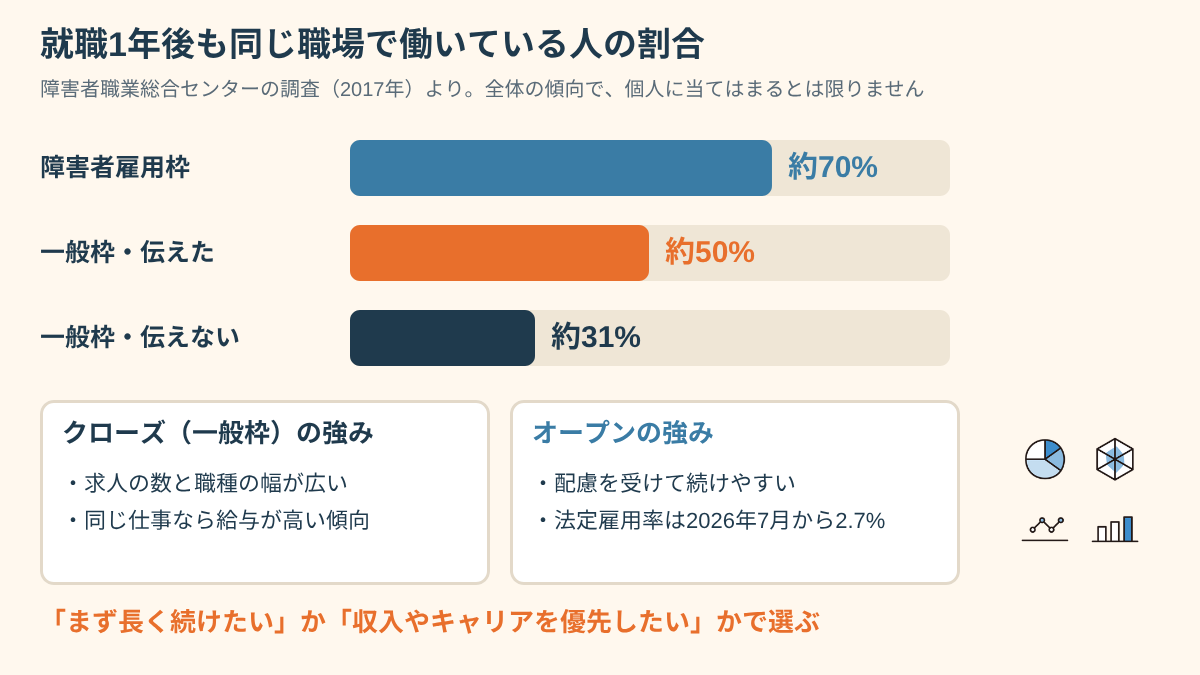 就職1年後も同じ職場で働いている人の割合
障害者職業総合センターの調査（2017年）より。全体の傾向で、個人に当てはまるとは限りません
障害者雇用枠
約70%
一般枠・伝えた
約50%
一般枠・伝えない
約31%
クローズ（一般枠）の強み
・求人の数と職種の幅が広い
・同じ仕事なら給与が高い傾向
オープンの強み
・配慮を受けて続けやすい
・法定雇用率は2026年7月から2.7%
「まず長く続けたい」か「収入やキャリアを優先したい」かで選ぶ